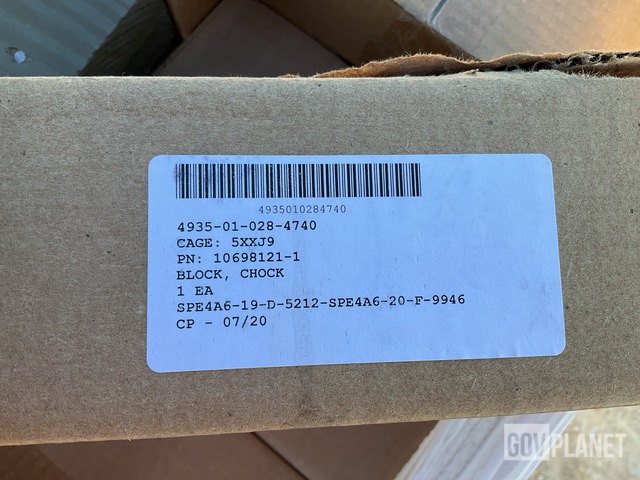 4935010284740
4935-01-028-4740
CAGE: 5XXJ9
PN: 10698121-1
BLOCK, CHOCK
1 EA
SPE4A6-19-D-5212-SPE4A6-20-F-9946
CP - 07/20
GOVPLANET